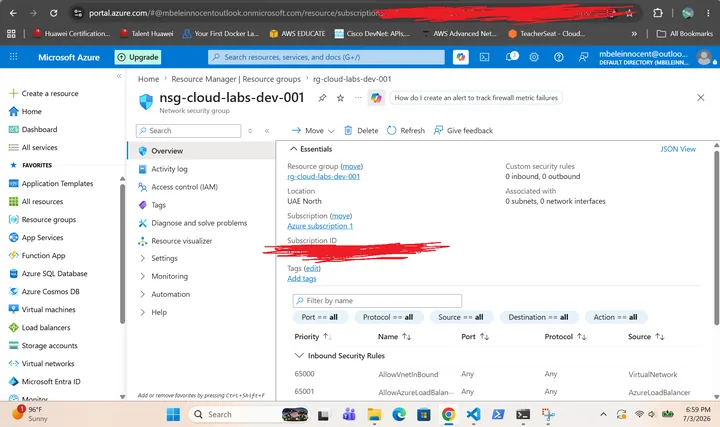 portal.azure.com/#@mbeleinnocentoutlook.onmicrosoft.com/resource/subscription
Huawei Certification... Talent Huawei Your First Docker La... AWS EDUCATE Cisco DevNet: APIs,... AWS Advanced Net... TeacherSeat - Cloud... All Bookmarks
Microsoft Azure Upgrade Search resources, services, and docs (G+/) mbeleinnocent@outloo...
DEFAULT DIRECTORY (MBELEINN...
Create a resource
Home
Dashboard
All services
FAVORITES
Application Templates
All resources
Resource groups
App Services
Function App
Azure SQL Database
Azure Cosmos DB
Virtual machines
Load balancers
Storage accounts
Virtual networks
Microsoft Entra ID
Monitor
Home > Resource Manager | Resource groups > rg-cloud-labs-dev-001
nsg-cloud-labs-dev-001
Network security group
How do I create an alert to track firewall metric failures
Search
Overview
Activity log
Access control (IAM)
Tags
Diagnose and solve problems
Resource visualizer
Settings
Monitoring
Automation
Help
Add or remove favorites by pressing Ctrl+Shift+F
Move Delete Refresh Give feedback
Essentials JSON View
Resource group (move)
rg-cloud-labs-dev-001
Location
UAE North
Subscription (move)
Azure subscription 1
Subscription ID
Tags (edit)
Add tags
Custom security rules
0 inbound, 0 outbound
Associated with
0 subnets, 0 network interfaces
Filter by name
Port == all Protocol == all Source == all Destination == all Action == all
Priority Name Port Protocol Source
Inbound Security Rules
65000 AllowVnetInBound Any Any VirtualNetwork
65001 AllowAzureLoadBalan... Any Any AzureLoadBalancer
1
96°F
Sunny
Search
6:59 PM
7/3/2026